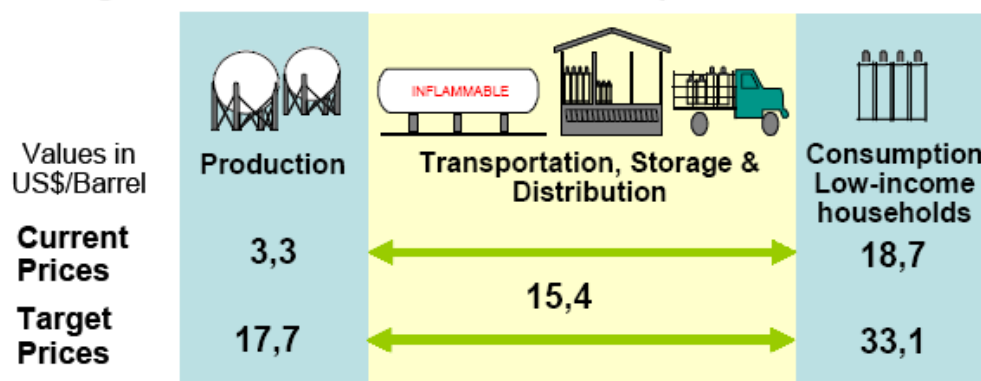 INFLAMMABLE
Values in
US$/Barrel
Production
Transportation, Storage &
Distribution
Consumption
Low-income
households
Current
Prices
3,3
18,7
15,4
Target
Prices
17,7
33,1